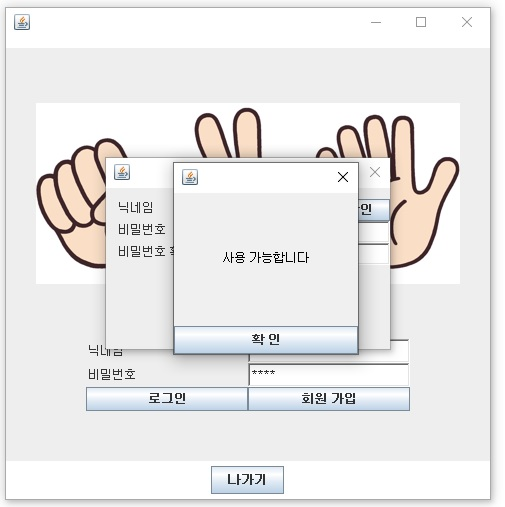 닉네임
비밀번호
비밀번호
사용 가능합니다
확 인
닉네임
비밀번호 ****
로그인 회원 가입
나가기